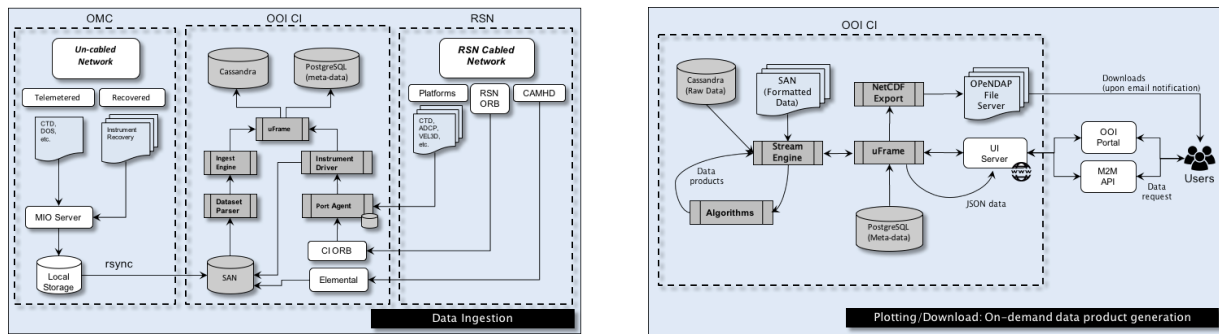 OMC
OOI CI
RSN
Un-cabled
Network
Telemetered
Recovered
CTD,
DOS,
etc.
Instrument
Recovery
MIO Server
Local
Storage
rsync
Cassandra
PostgreSQL
(meta-data)
uFrame
Ingest
Engine
Instrument
Driver
Dataset
Parser
Port Agent
CI ORB
SAN
Elemental
RSN Cabled
Network
Platforms
RSN
ORB
CAMHD
CTD,
ADCP,
VEL3D,
etc.
Data Ingestion
OOI CI
Cassandra
(Raw Data)
SAN
(Formatted
Data)
NetCDF
Export
OPeNDAP
File
Server
Downloads
(upon email notification)
Stream
Engine
uFrame
UI
Server
WWW
OOI
Portal
M2M
API
Users
Data
products
Algorithms
JSON data
Data
request
PostgreSQL
(Meta-data)
Plotting/Download: On-demand data product generation